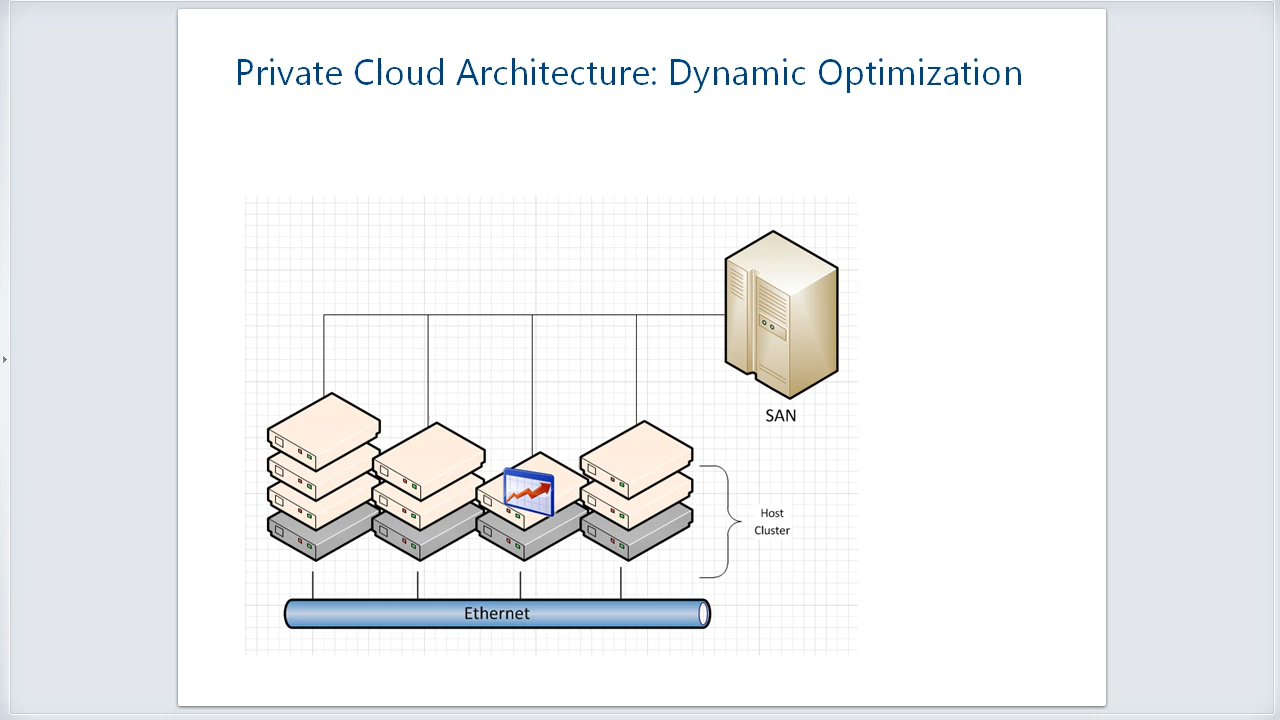 Private Cloud Architecture: Dynamic Optimization
SAN
Host
Cluster
Ethernet